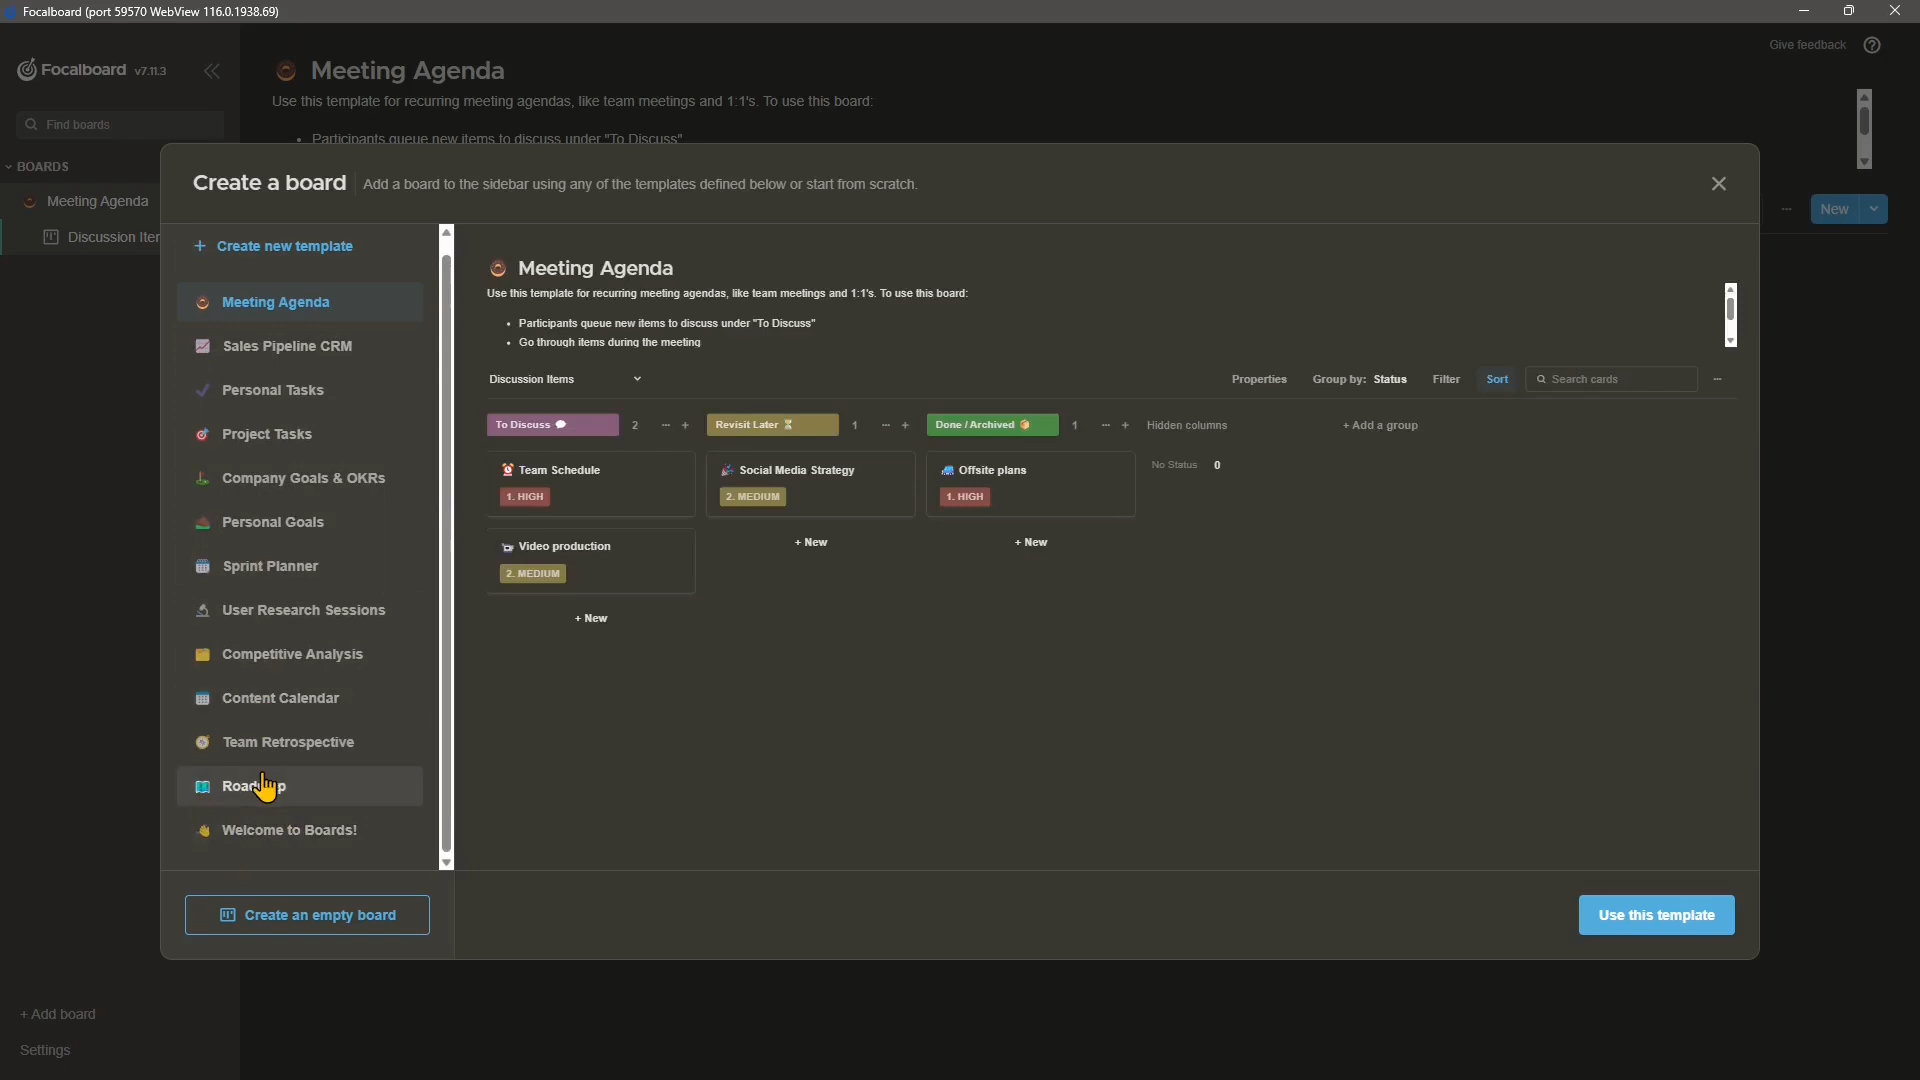 Focalboard (port 59570 WebView 116.0.1938.69)
Give feedback
Focalboard v7.11.3
Meeting Agenda
Use this template for recurring meeting agendas, like team meetings and 1:1's. To use this board:
Find boards
• Participants queue new items to discuss under "To Discuss"
BOARDS
Create a board
Add a board to the sidebar using any of the templates defined below or start from scratch.
Meeting Agenda
New
Discussion Iter
+ Create new template
Meeting Agenda
Sales Pipeline CRM
Personal Tasks
Project Tasks
Company Goals & OKRs
Personal Goals
Sprint Planner
User Research Sessions
Competitive Analysis
Content Calendar
Team Retrospective
Welcome to Boards!
Create an empty board
Meeting Agenda
Use this template for recurring meeting agendas, like team meetings and 1:1's. To use this board:
• Participants queue new items to discuss under "To Discuss"
• Go through items during the meeting
Discussion Items
Properties Group by: Status Filter Sort Search cards
To Discuss 💬 2 ··· + Revisit Later ⏳ 1 ··· + Done / Archived 📦 1 ··· + Hidden columns + Add a group
Team Schedule
1. HIGH
Social Media Strategy
2. MEDIUM
Offsite plans
1. HIGH
No Status 0
Video production
2. MEDIUM
+ New
+ New
+ New
Use this template
+ Add board
Settings